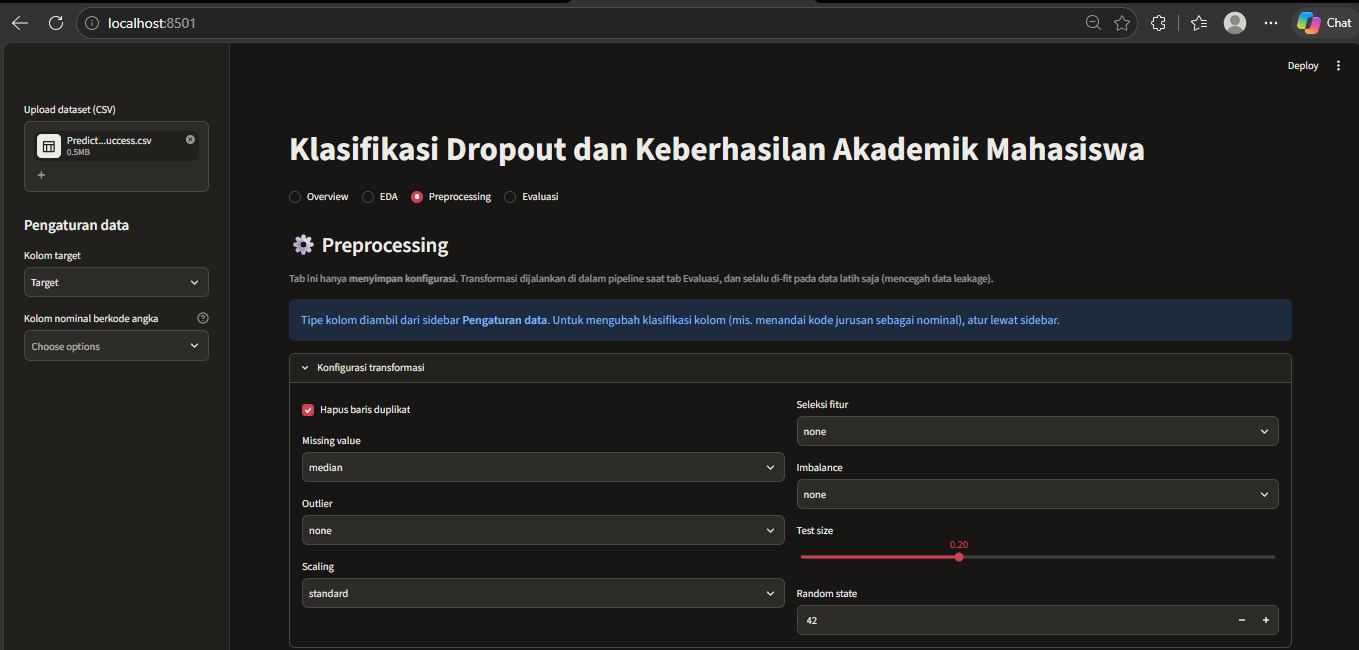 localhost:8501
Chat
Deploy
Upload dataset (CSV)
Predict...uccess.csv
0.5MB
+
Pengaturan data
Kolom target
Target
Kolom nominal berkode angka
Choose options
Klasifikasi Dropout dan Keberhasilan Akademik Mahasiswa
Overview EDA Preprocessing Evaluasi
Preprocessing
Tab ini hanya menyimpan konfigurasi. Transformasi dijalankan di dalam pipeline saat tab Evaluasi, dan selalu di-fit pada data latih saja (mencegah data leakage).
Tipe kolom diambil dari sidebar Pengaturan data. Untuk mengubah klasifikasi kolom (mis. menandai kode jurusan sebagai nominal), atur lewat sidebar.
Konfigurasi transformasi
Hapus baris duplikat
Missing value
median
Outlier
none
Scaling
standard
Seleksi fitur
none
Imbalance
none
Test size
0.20
Random state
42